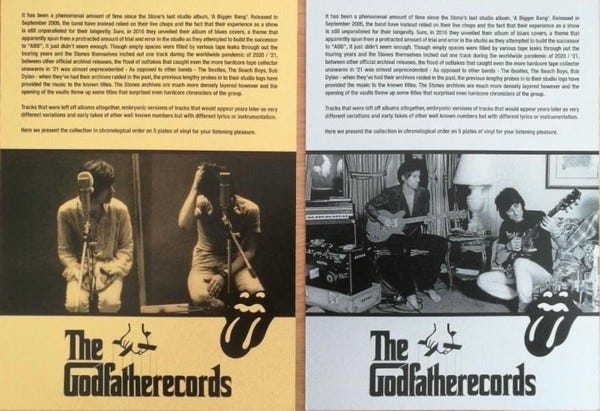 It has been a phenomenal amount of time since the Stone's last studio album, 'A Bigger Bang'. Released in
September 2005, the band have instead relied on their live chops and the fact that their experience as a show
is still unparalleled for their longevity. Sure, in 2016 they unveiled their album of blues covers, a theme that
apparently spun from a protracted amount of trial and error in the studio as they attempted to build the successor
to "ABB", it just didn't seem enough. Though empty spaces were filled by various tape leaks through out the
touring years and the Stones themselves inched out one track during the worldwide pandemic of 2020 / '21,
between other official archival releases, the flood of outtakes that caught even the more hardcore tape collector
unawares in '21 was almost unprecedented - As opposed to other bands - The Beatles, The Beach Boys, Bob
Dylan - when they've had their archives raided in the past, the previous lengthy probes in to their studio logs have
provided the music to the known titles. The Stones archives are much more densely layered however and the
opening of the vaults threw up some titles that surprised even hardcore chroniclers of the group.
Tracks that were left off albums altogether, embryonic versions of tracks that would appear years later as very
different variations and early takes of other well known numbers but with different lyrics or instrumentation.
Here we present the collection in chronological order on 5 plates of vinyl for your listening pleasure.
The
Godfatherecords
It has been a phenomenal amount of time since the Stone's last studio album, 'A Bigger Bang'. Released in
September 2005, the band have instead relied on their live chops and the fact that their experience as a show
is still unparalleled for their longevity. Sure, in 2016 they unveiled their album of blues covers, a theme that
apparently spun from a protracted amount of trial and error in the studio as they attempted to build the successor
to "ABB", it just didn't seem enough. Though empty spaces were filled by various tape leaks through out the
touring years and the Stones themselves inched out one track during the worldwide pandemic of 2020 / '21,
between other official archival releases, the flood of outtakes that caught even the more hardcore tape collector
unawares in '21 was almost unprecedented - As opposed to other bands - The Beatles, The Beach Boys, Bob
Dylan - when they've had their archives raided in the past, the previous lengthy probes in to their studio logs have
provided the music to the known titles. The Stones archives are much more densely layered however and the
opening of the vaults threw up some titles that surprised even hardcore chroniclers of the group.
Tracks that were left off albums altogether, embryonic versions of tracks that would appear years later as very
different variations and early takes of other well known numbers but with different lyrics or instrumentation.
Here we present the collection in chronological order on 5 plates of vinyl for your listening pleasure.
The
Godfatherecords